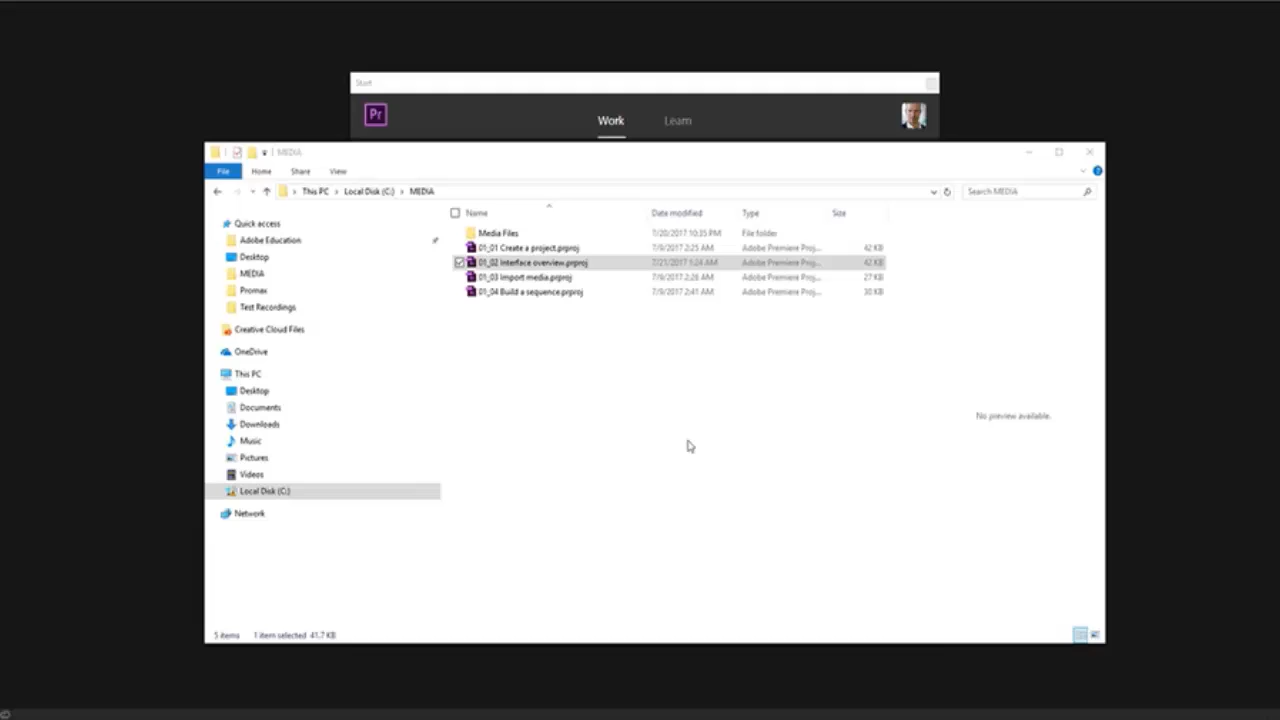 Start
Pr
Work Learn
MEDIA
File Home Share View
This PC Local Disk (C:) MEDIA Search MEDIA
Name Date modified Type Size
Quick access
Adobe Education
Desktop
MEDIA
Promax
Test Recordings
Creative Cloud Files
OneDrive
This PC
Desktop
Documents
Downloads
Music
Pictures
Videos
Local Disk (C:)
Network
Media Files 7/20/2017 10:35 PM File folder
01_01 Create a project.prproj 7/9/2017 2:25 AM Adobe Premiere Proj... 42 KB
01_02 Interface overview.prproj 7/21/2017 1:24 AM Adobe Premiere Proj... 42 KB
01_03 Import media.prproj 7/9/2017 2:26 AM Adobe Premiere Proj... 27 KB
01_04 Build a sequence.prproj 7/9/2017 2:41 AM Adobe Premiere Proj... 30 KB
No preview available.
5 items 1 item selected 41.7 KB